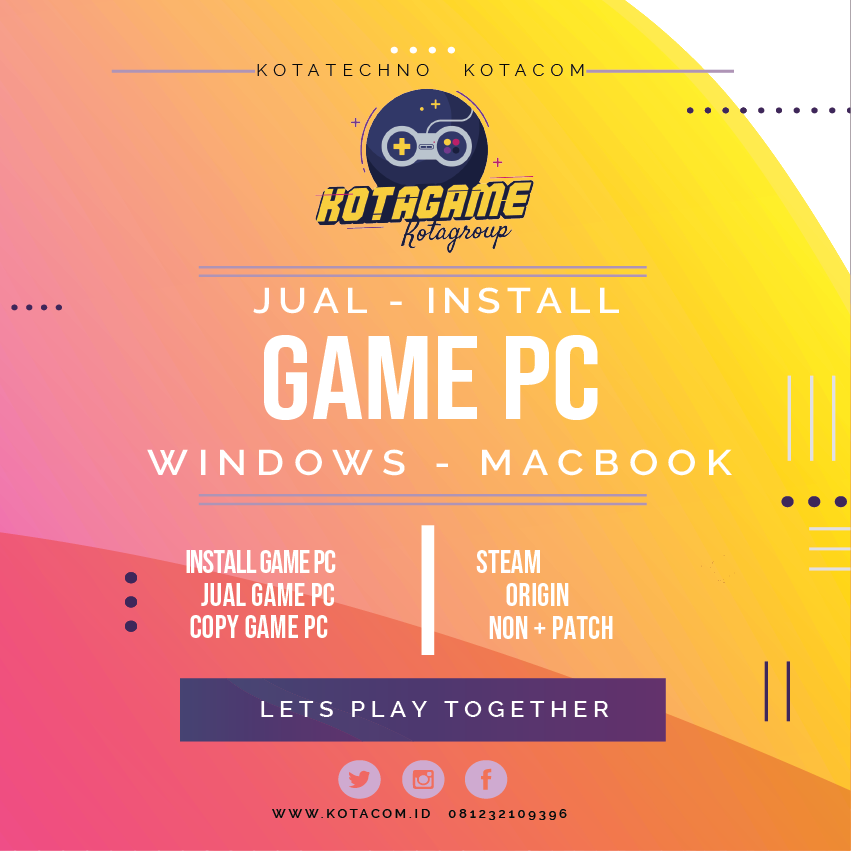 KOTATECHNO KOTACOM
KOTAGAME
Kotagroup
JUAL - INSTALL
GAME PC
WINDOWS - MACBOOK
INSTALL GAME PC
JUAL GAME PC
COPY GAME PC
STEAM
ORIGIN
NON + PATCH
LETS PLAY TOGETHER
WWW.KOTACOM.ID 081232109396